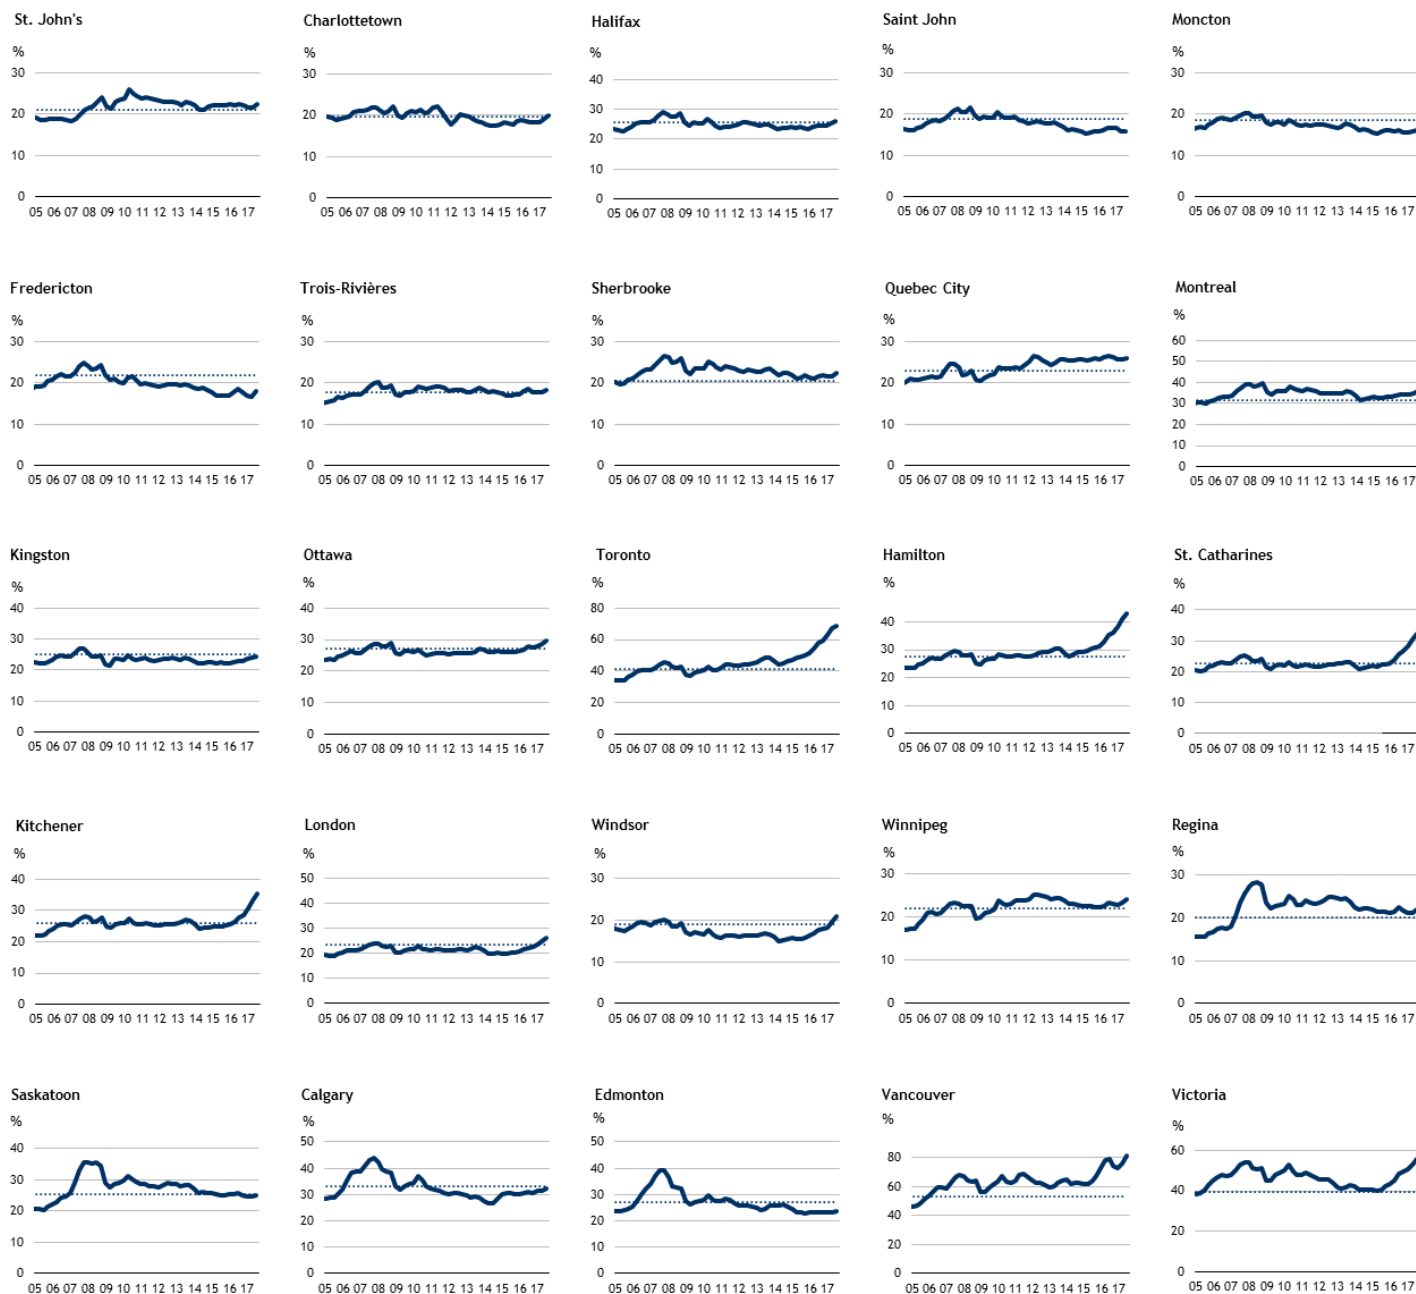 St. John's
%
30
20
10
0
05 06 07 08 09 10 11 12 13 14 15 16 17
Charlottetown
%
30
20
10
0
05 06 07 08 09 10 11 12 13 14 15 16 17
Halifax
%
40
30
20
10
0
05 06 07 08 09 10 11 12 13 14 15 16 17
Saint John
%
30
20
10
0
05 06 07 08 09 10 11 12 13 14 15 16 17
Moncton
%
30
20
10
0
05 06 07 08 09 10 11 12 13 14 15 16 17
Fredericton
%
30
20
10
0
05 06 07 08 09 10 11 12 13 14 15 16 17
Trois-Rivières
%
30
20
10
0
05 06 07 08 09 10 11 12 13 14 15 16 17
Sherbrooke
%
30
20
10
0
05 06 07 08 09 10 11 12 13 14 15 16 17
Quebec City
%
30
20
10
0
05 06 07 08 09 10 11 12 13 14 15 16 17
Montreal
%
60
50
40
30
20
10
0
05 06 07 08 09 10 11 12 13 14 15 16 17
Kingston
%
40
30
20
10
0
05 06 07 08 09 10 11 12 13 14 15 16 17
Ottawa
%
40
30
20
10
0
05 06 07 08 09 10 11 12 13 14 15 16 17
Toronto
%
80
60
40
20
0
05 06 07 08 09 10 11 12 13 14 15 16 17
Hamilton
%
40
30
20
10
0
05 06 07 08 09 10 11 12 13 14 15 16 17
St. Catharines
%
40
30
20
10
0
05 06 07 08 09 10 11 12 13 14 15 16 17
Kitchener
%
40
30
20
10
0
05 06 07 08 09 10 11 12 13 14 15 16 17
London
%
50
40
30
20
10
0
05 06 07 08 09 10 11 12 13 14 15 16 17
Windsor
%
30
20
10
0
05 06 07 08 09 10 11 12 13 14 15 16 17
Winnipeg
%
30
20
10
0
05 06 07 08 09 10 11 12 13 14 15 16 17
Regina
%
30
20
10
0
05 06 07 08 09 10 11 12 13 14 15 16 17
Saskatoon
%
40
30
20
10
0
05 06 07 08 09 10 11 12 13 14 15 16 17
Calgary
%
50
40
30
20
10
0
05 06 07 08 09 10 11 12 13 14 15 16 17
Edmonton
%
50
40
30
20
10
0
05 06 07 08 09 10 11 12 13 14 15 16 17
Vancouver
%
80
60
40
20
0
05 06 07 08 09 10 11 12 13 14 15 16 17
Victoria
%
60
40
20
0
05 06 07 08 09 10 11 12 13 14 15 16 17